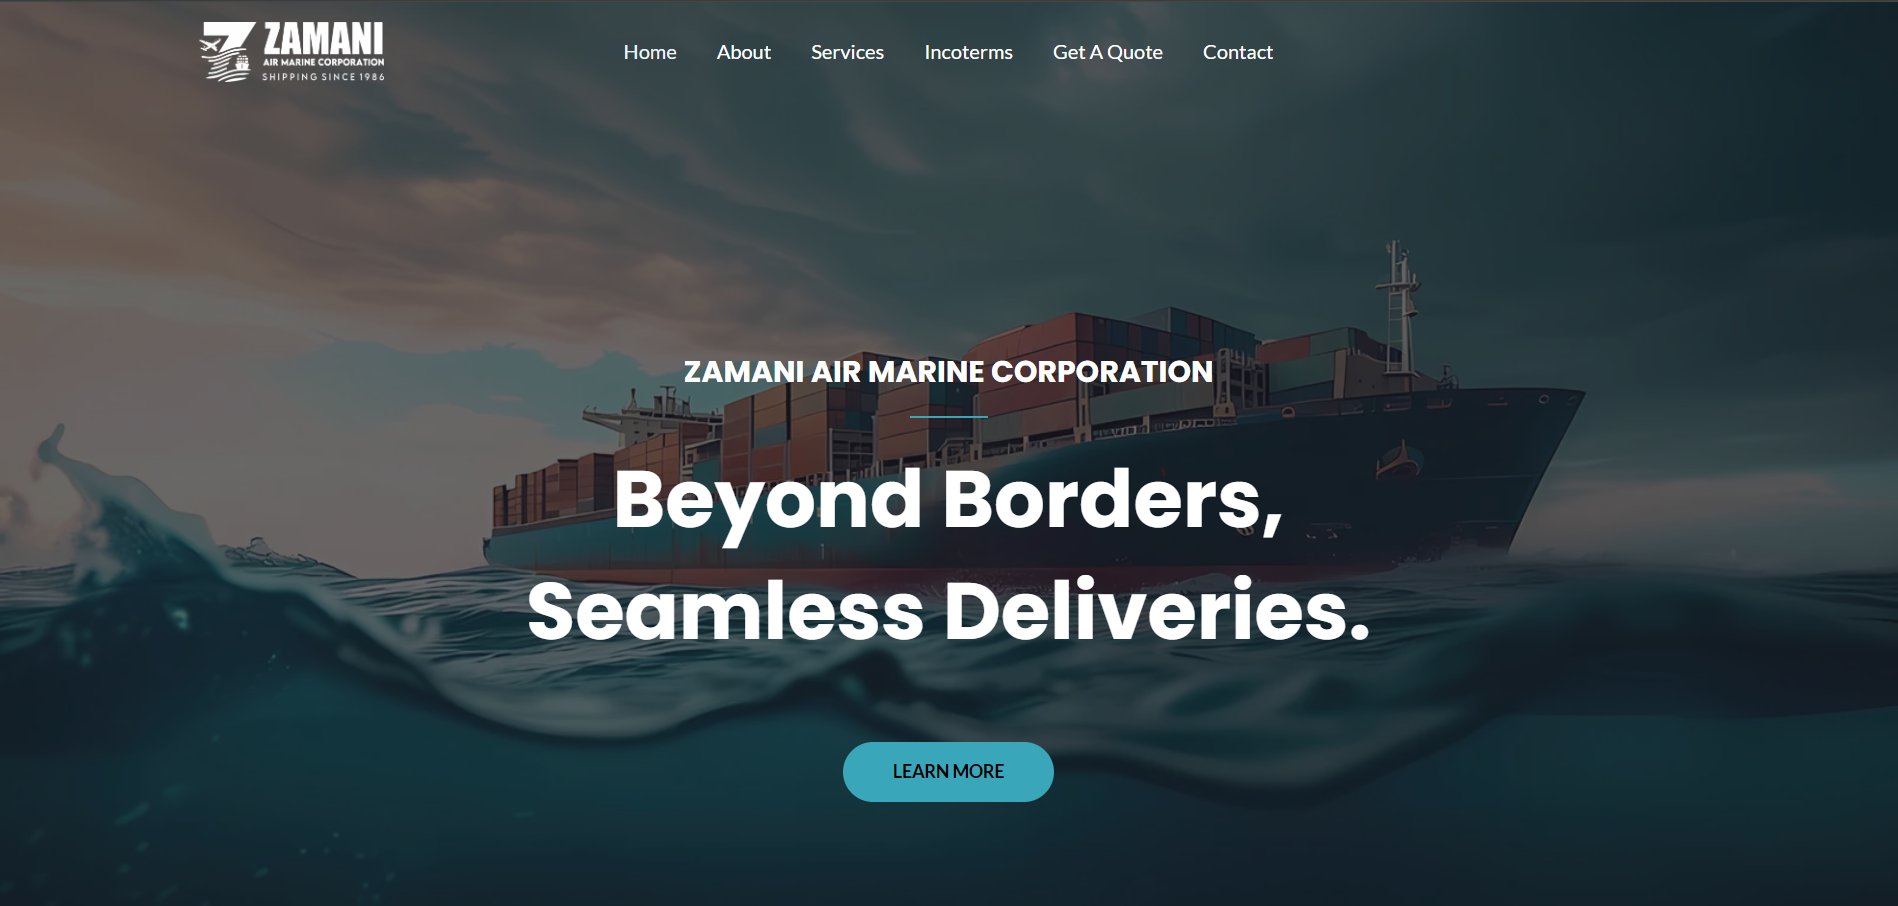 ZAMANI
AIR MARINE CORPORATION
SHIPPING SINCE 1986
Home About Services Incoterms Get A Quote Contact
ZAMANI AIR MARINE CORPORATION
Beyond Borders,
Seamless Deliveries.
LEARN MORE